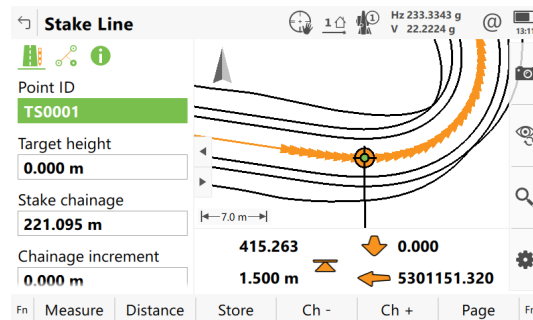 Stake Line
1
1
Hz 233.3343 g
V 22.2224 g
@
13:11
Point ID
TS0001
Target height
0.000 m
Stake chainage
221.095 m
Chainage increment
0.000 m
7.0 m
415.263
0.000
1.500 m
5301151.320
Fn Measure Distance Store Ch - Ch + Page Fn